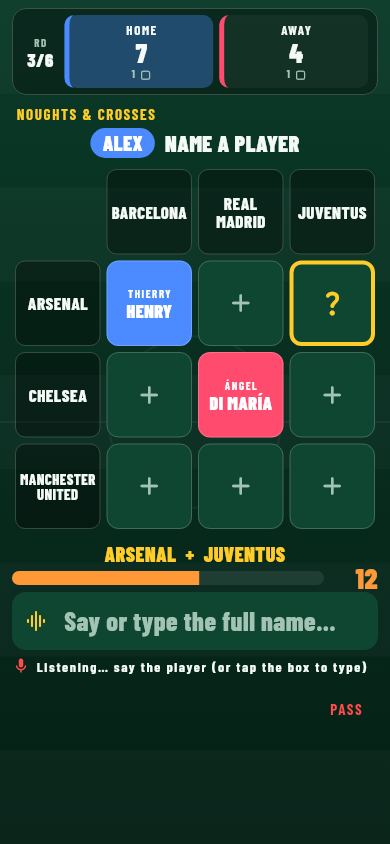 RD
3/6
HOME
7
1
AWAY
4
1
NOUGHTS & CROSSES
ALEX NAME A PLAYER
BARCELONA
REAL
MADRID
JUVENTUS
ARSENAL
THIERRY
HENRY
+
?
CHELSEA
+
ÁNGEL
DI MARÍA
+
MANCHESTER
UNITED
+
+
+
ARSENAL + JUVENTUS
12
Say or type the full name...
Listening... say the player (or tap the box to type)
PASS